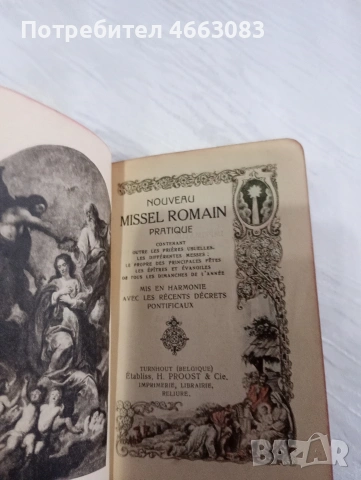 Потребител 4663083
NOUVEAU
MISSEL ROMAIN
PRATIQUE
CONTENANT
OUTRE LES PRIÈRES USUELLES,
LES DIFFÉRENTES MESSES :
LE PROPRE DES PRINCIPALES FÊTES
LES ÉPITRES ET ÉVANGILES
DE TOUS LES DIMANCHES DE L'ANNÉE
MIS EN HARMONIE
AVEC LES RÉCENTS DÉCRETS
PONTIFICAUX
TURNHOUT (BELGIQUE)
Établiss. H. PROOST & Cie,
IMPRIMERIE, LIBRAIRIE,
RELIURE.
BAZAR
bg